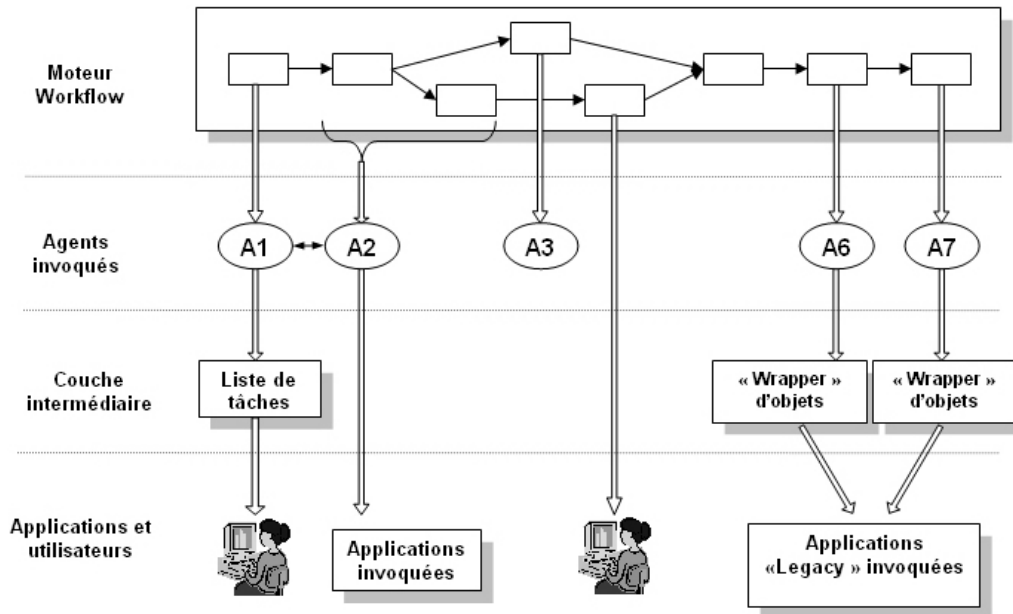 Moteur
Workflow
Agents
invoqués
A1
A2
A3
A6
A7
Couche
intermédiaire
Liste de
tâches
« Wrapper »
d'objets
« Wrapper »
d'objets
Applications et
utilisateurs
Applications
invoquées
Applications
«Legacy » invoquées